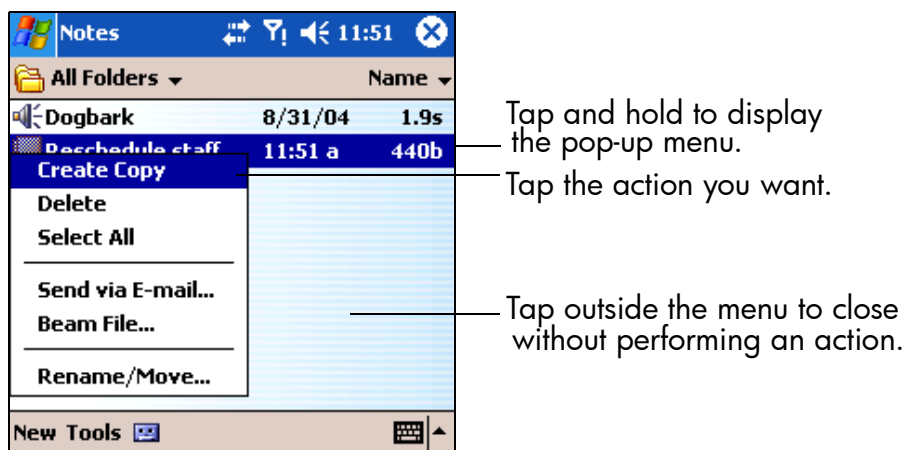 Notes 11:51
All Folders Name
Dogbark 8/31/04 1.9s
Reschedule staff 11:51 a 440b
Create Copy
Delete
Select All
Send via E-mail...
Beam File...
Rename/Move...
New Tools
Tap and hold to display
the pop-up menu.
Tap the action you want.
Tap outside the menu to close
without performing an action.